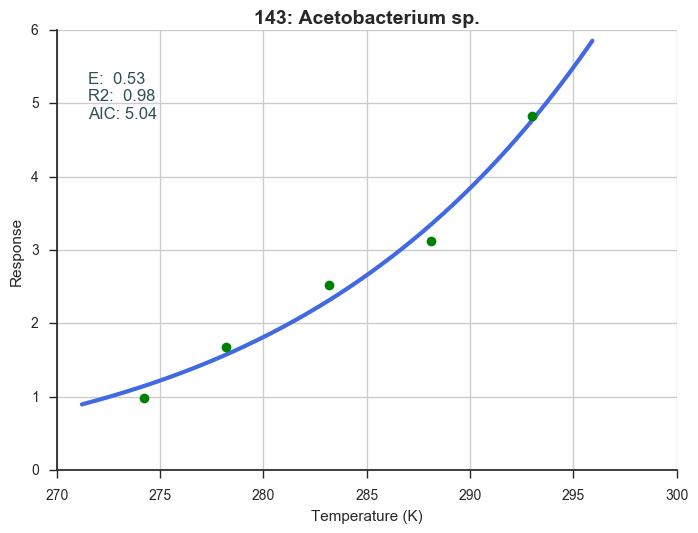 143: Acetobacterium sp.
E:  0.53
R2:  0.98
AIC: 5.04
Response
6
5
4
3
2
1
0
270 275 280 285 290 295 300
Temperature (K)